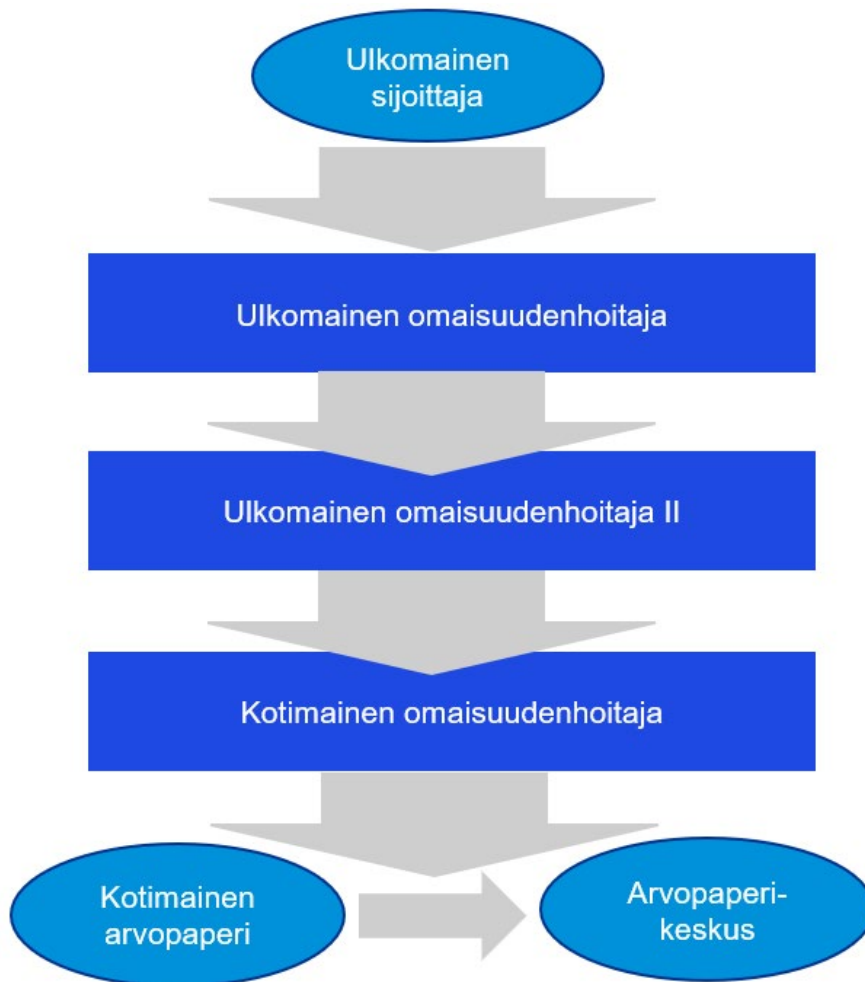 Ulkomainen
sijoittaja
Ulkomainen omaisuudenhoitaja
Ulkomainen omaisuudenhoitaja II
Kotimainen omaisuudenhoitaja
Kotimainen
arvopaperi
Arvopaperi-
keskus